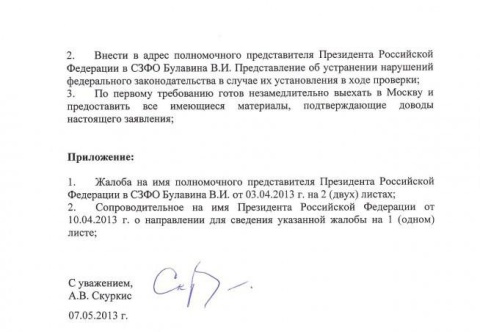 2. Внести в адрес полномочного представителя Президента Российской
Федерации в СЗФО Булавина В.И. Представление об устранении нарушений
федерального законодательства в случае их установления в ходе проверки;
3. По первому требованию готов незамедлительно выехать в Москву и
предоставить все имеющиеся материалы, подтверждающие доводы
настоящего заявления;
Приложение:
1. Жалоба на имя полномочного представителя Президента Российской
Федерации в СЗФО Булавина В.И. от 03.04.2013 г. на 2 (двух) листах;
2. Сопроводительное на имя Президента Российской Федерации от
10.04.2013 г. о направлении для сведения указанной жалобы на 1 (одном)
листе;
С уважением,
А.В. Скуркис
07.05.2013 г.